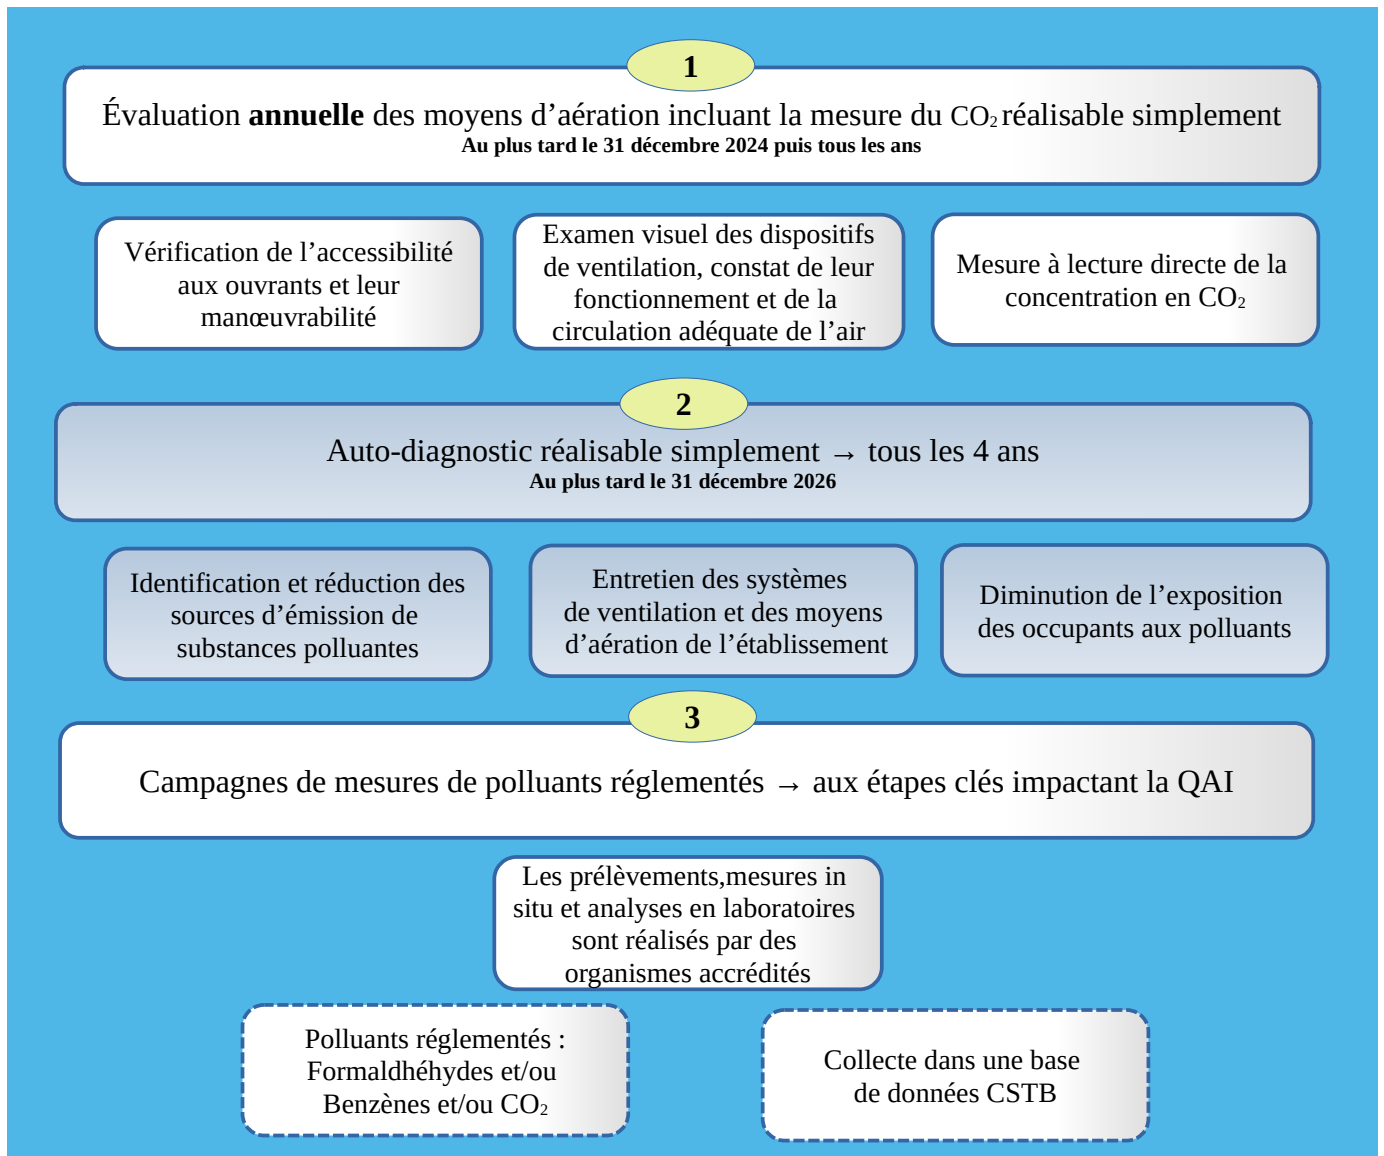 1
Évaluation annuelle des moyens d’aération incluant la mesure du CO₂ réalisable simplement
Au plus tard le 31 décembre 2024 puis tous les ans
Vérification de l’accessibilité
aux ouvrants et leur
manœuvrabilité
Examen visuel des dispositifs
de ventilation, constat de leur
fonctionnement et de la
circulation adéquate de l’air
Mesure à lecture directe de la
concentration en CO₂
2
Auto-diagnostic réalisable simplement → tous les 4 ans
Au plus tard le 31 décembre 2026
Identification et réduction des
sources d’émission de
substances polluantes
Entretien des systèmes
de ventilation et des moyens
d’aération de l’établissement
Diminution de l’exposition
des occupants aux polluants
3
Campagnes de mesures de polluants réglementés → aux étapes clés impactant la QAI
Les prélèvements,mesures in
situ et analyses en laboratoires
sont réalisés par des
organismes accrédités
Polluants réglementés :
Formaldhéhydes et/ou
Benzènes et/ou CO₂
Collecte dans une base
de données CSTB